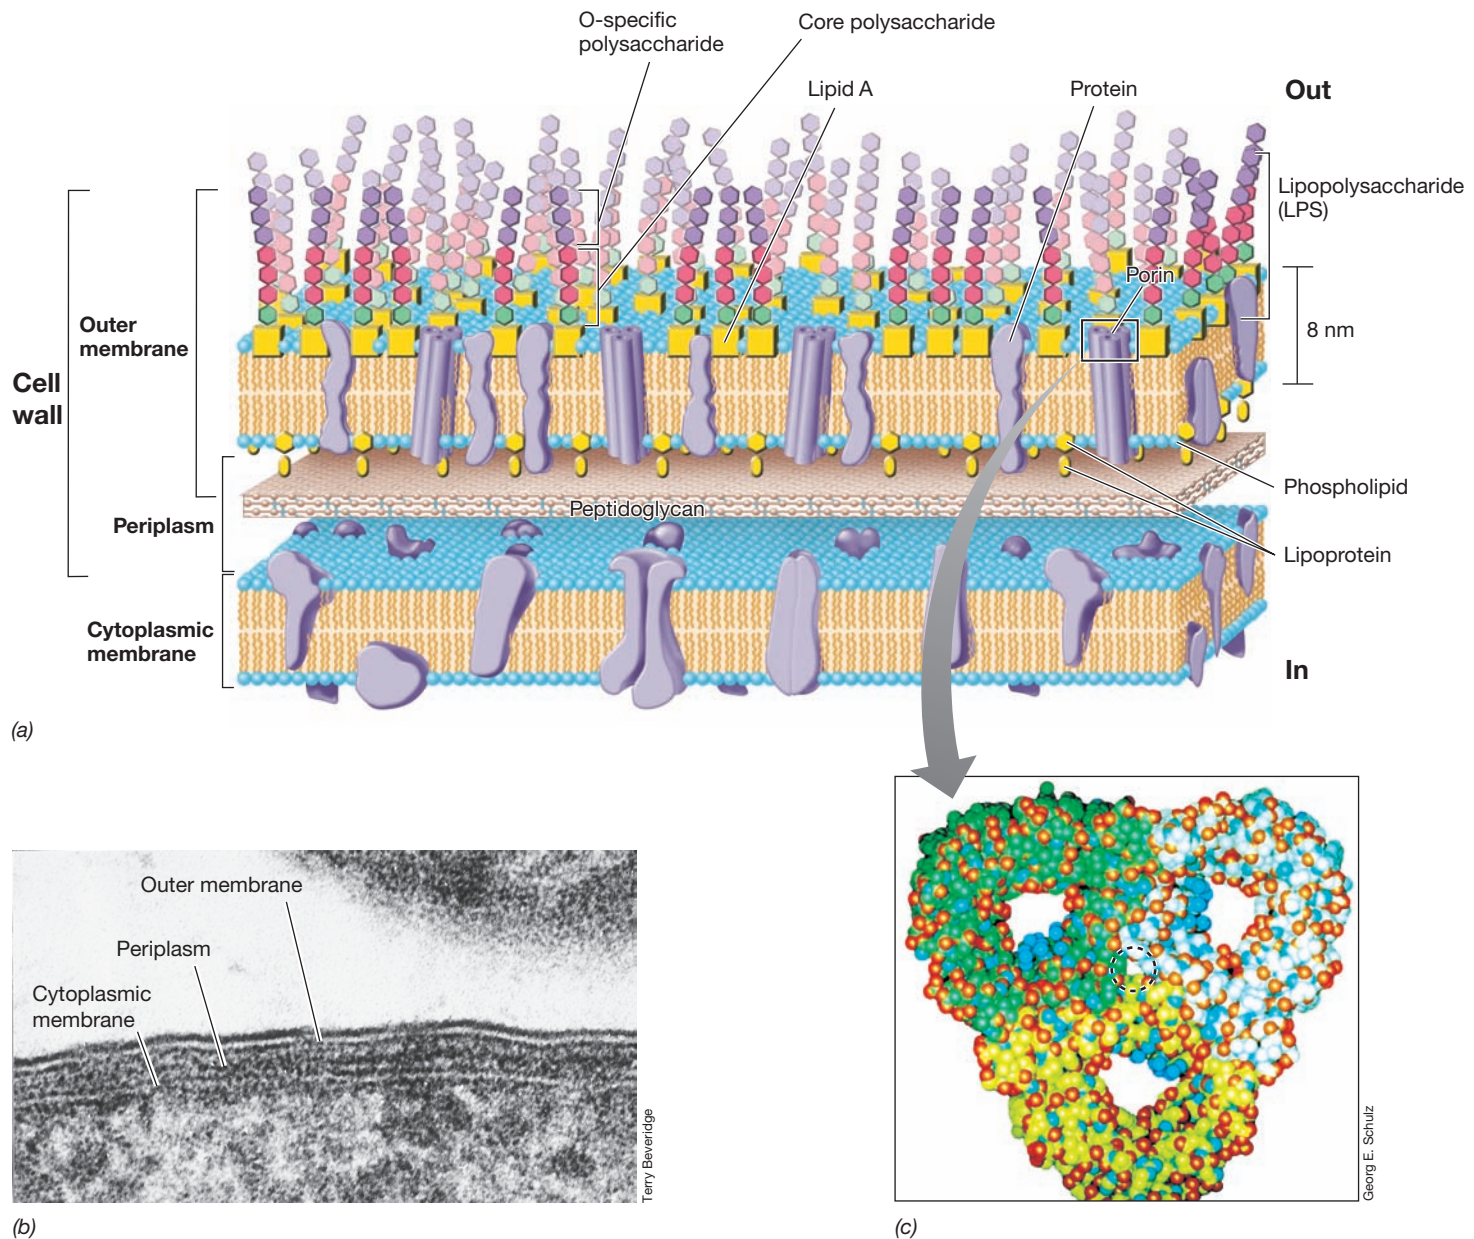 O-specific
polysaccharide
Core polysaccharide
Lipid A
Protein
Out
Lipopolysaccharide
(LPS)
Porin
8 nm
Outer
membrane
Cell
wall
Phospholipid
Peptidoglycan
Periplasm
Lipoprotein
Cytoplasmic
membrane
In
(a)
Outer membrane
Periplasm
Cytoplasmic
membrane
Terry Beveridge
(b)
Georg E. Schulz
(c)